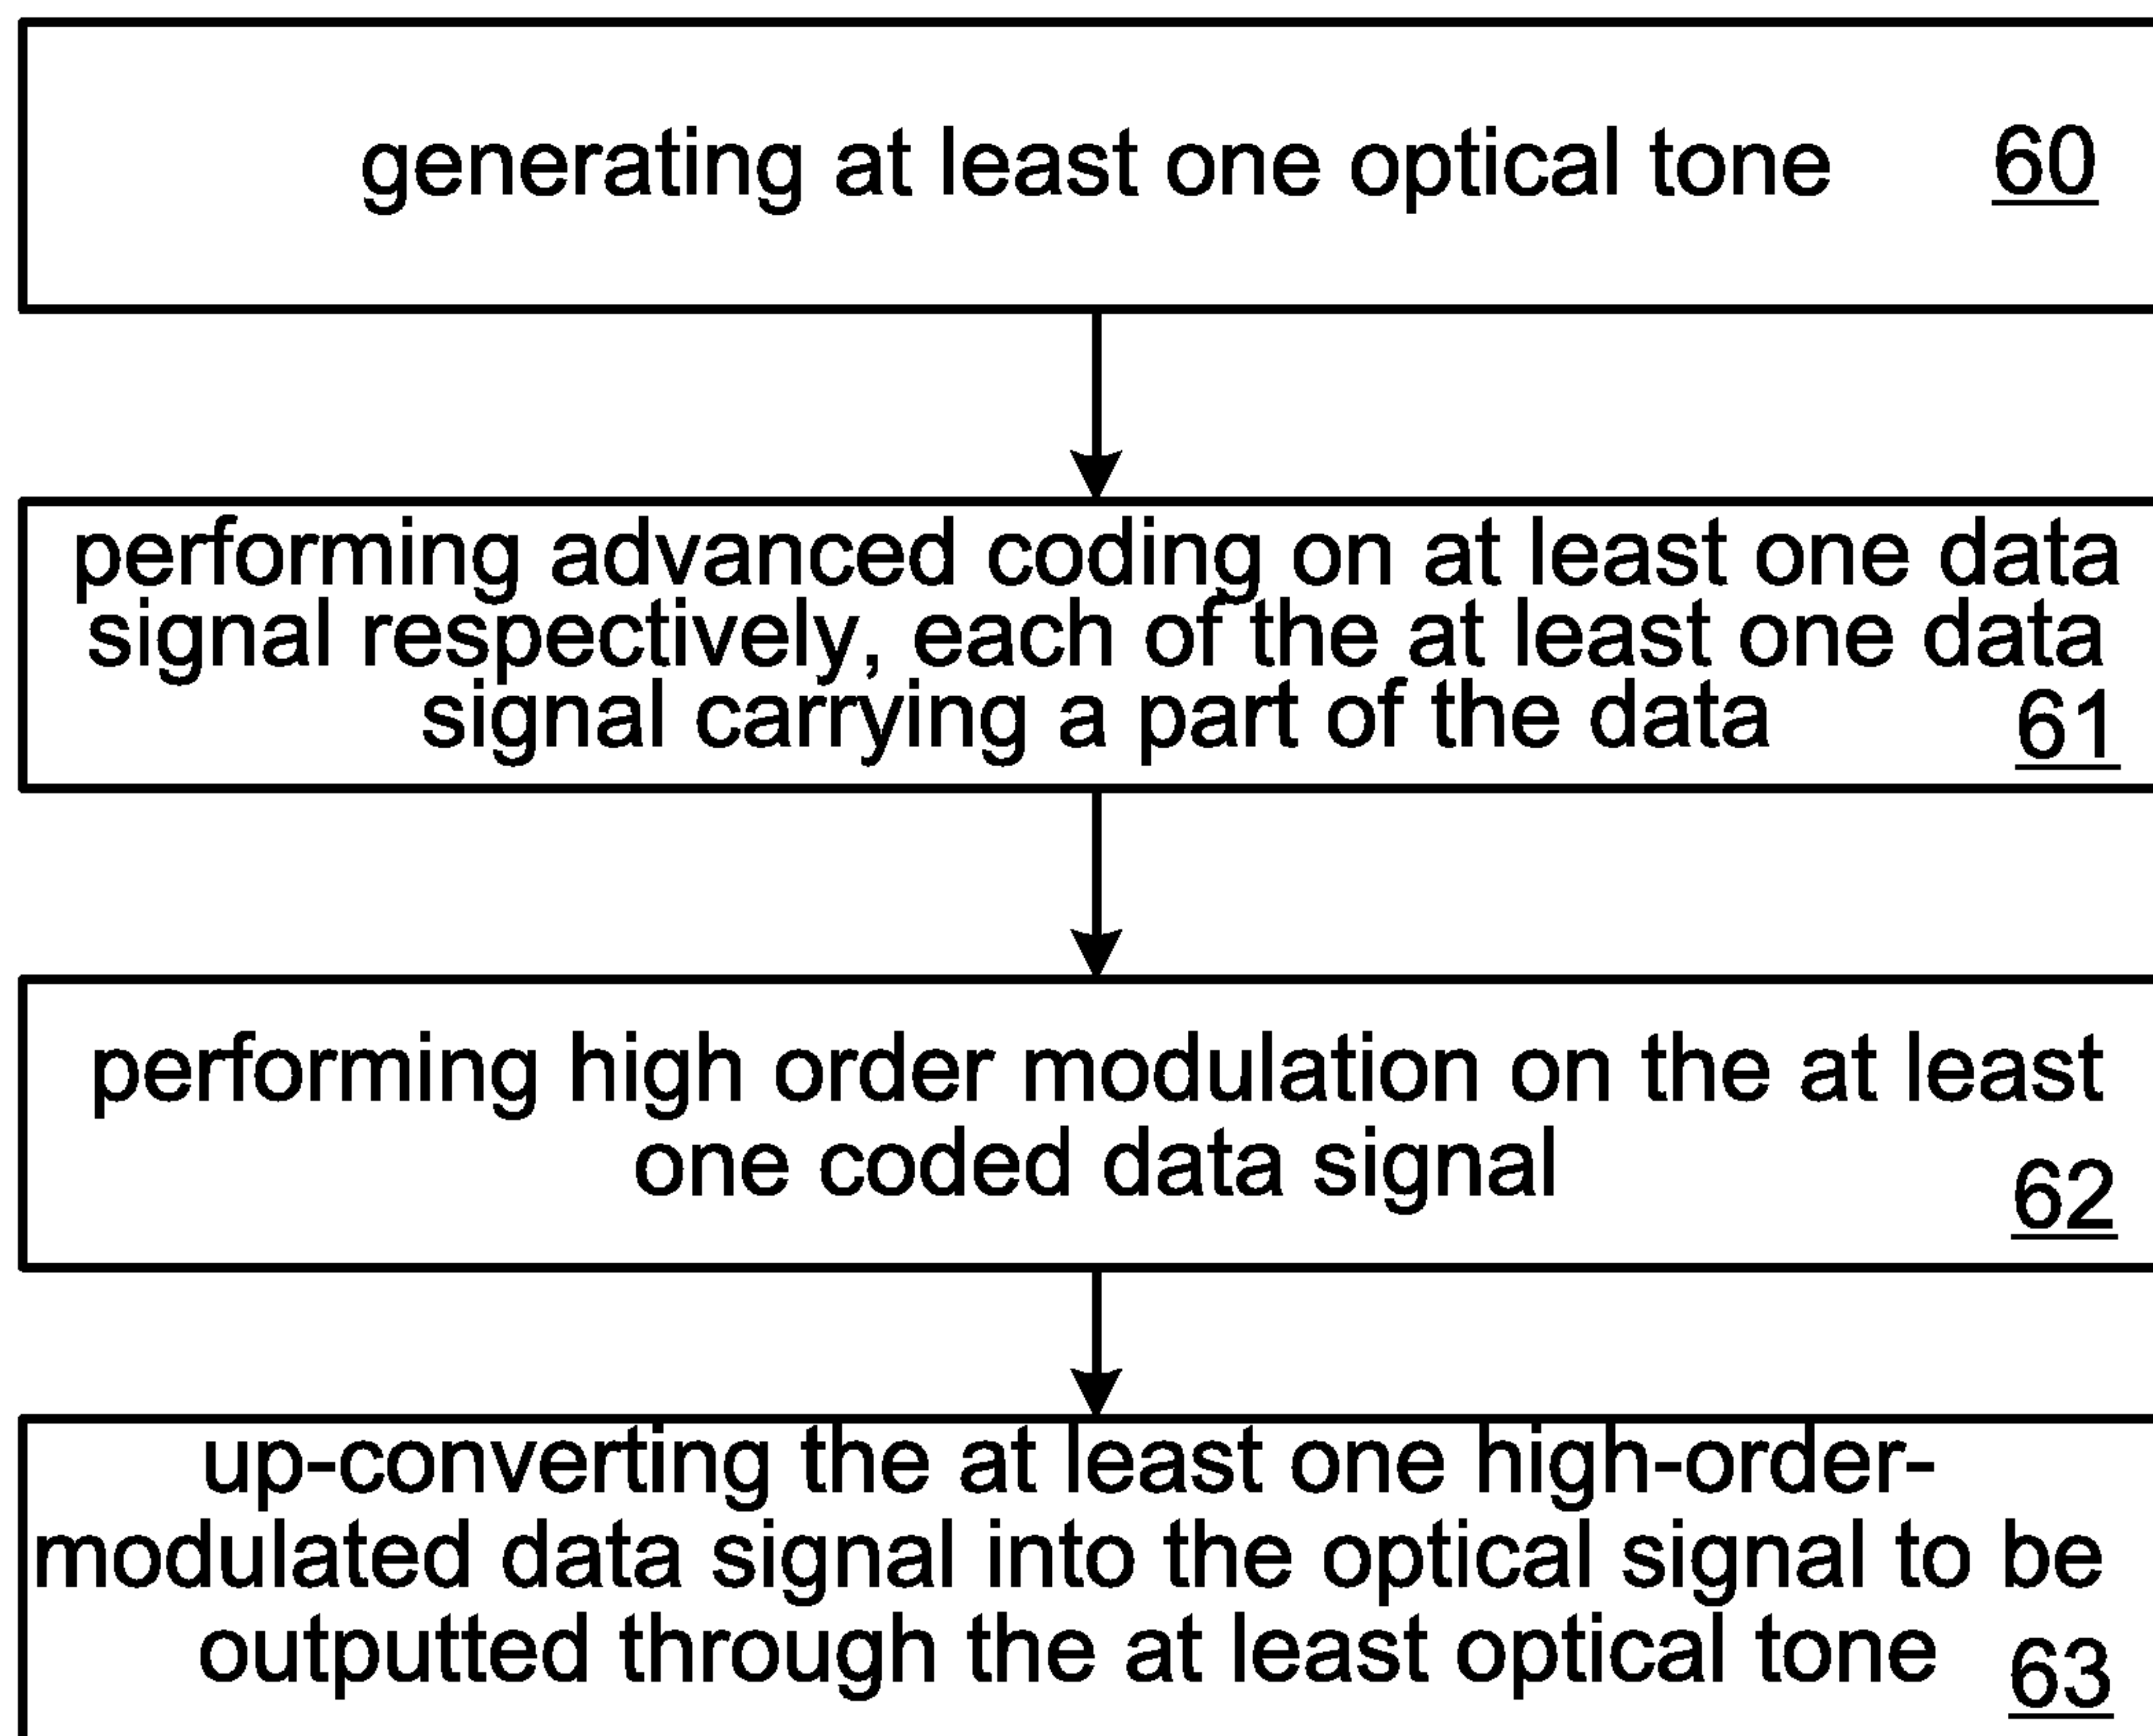 generating at least one optical tone 60
performing advanced coding on at least one data
signal respectively, each of the at least one data
signal carrying a part of the data 61
performing high order modulation on the at least
one coded data signal 62
up-converting the at least one high-order-
modulated data signal into the optical signal to be
outputted through the at least optical tone 63